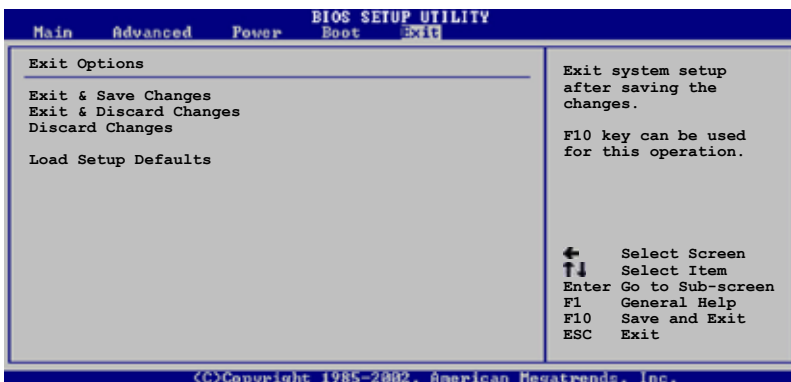 BIOS SETUP UTILITY
Main Advanced Power Boot Exit
Exit Options
Exit & Save Changes
Exit & Discard Changes
Discard Changes
Load Setup Defaults
Exit system setup
after saving the
changes.
F10 key can be used
for this operation.
← Select Screen
↑↓ Select Item
Enter Go to Sub-screen
F1 General Help
F10 Save and Exit
ESC Exit
(C)Copyright 1985-2002, American Megatrends, Inc.